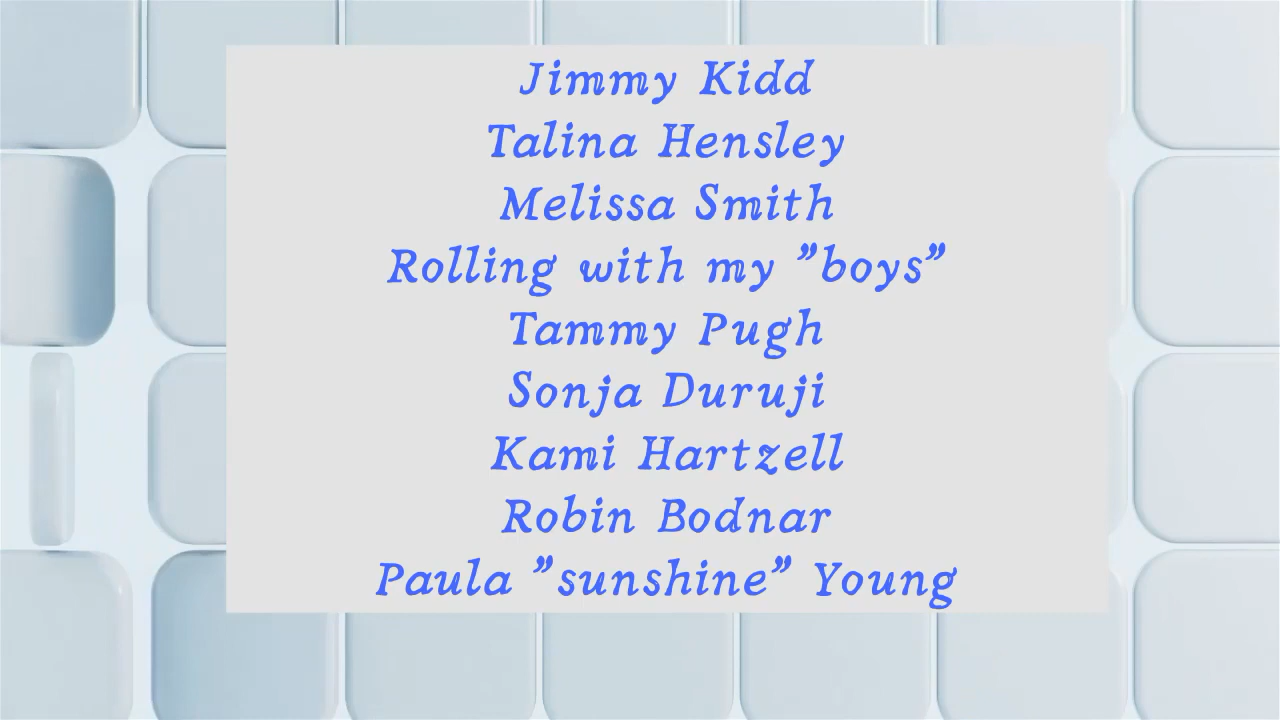 Jimmy Kidd
Talina Hensley
Melissa Smith
Rolling with my ”boys”
Tammy Pugh
Sonja Duruji
Kami Hartzell
Robin Bodnar
Paula ”sunshine” Young